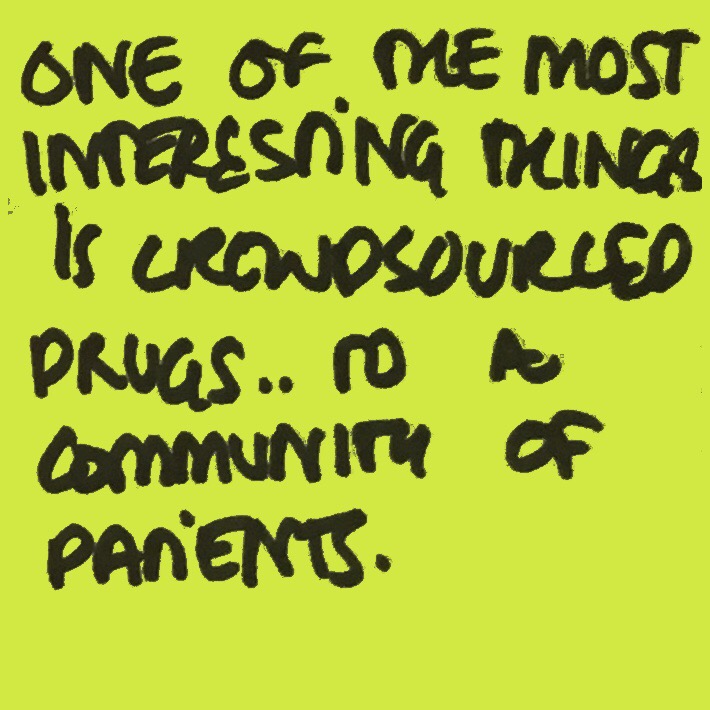 ONE OF THE MOST
INTERESTING THINGS
IS CROWDSOURCED
DRUGS.. TO A
COMMUNITY OF
PATIENTS.